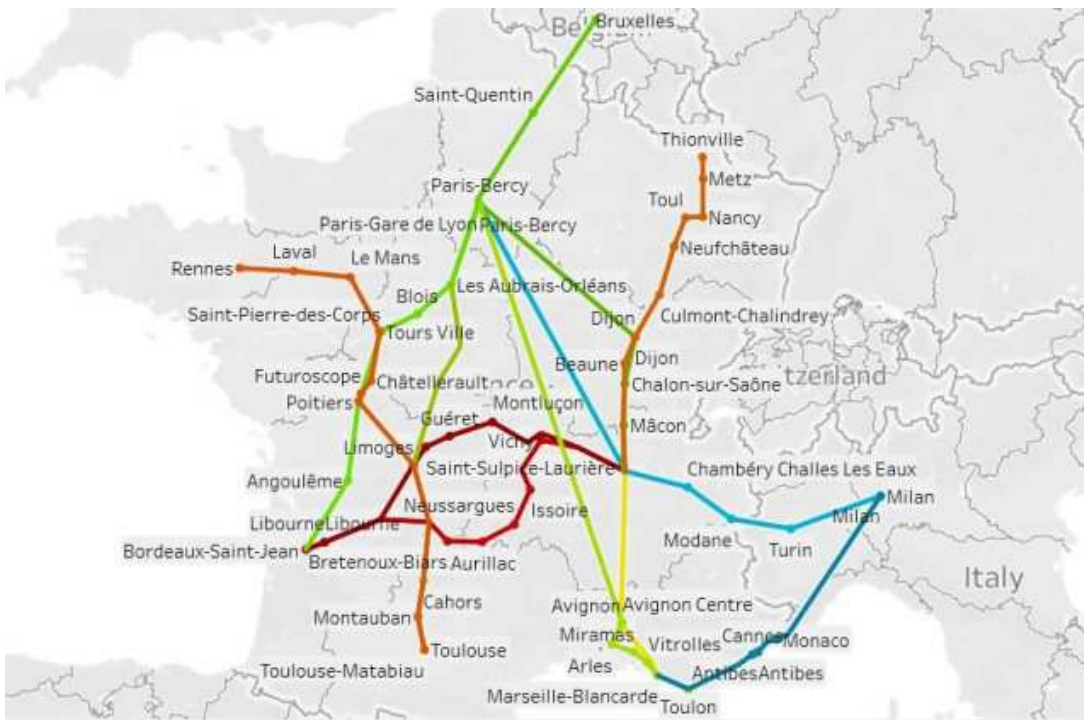 Belgium
Bruxelles
Saint-Quentin
Thionville
Metz
Paris-Bercy
Toul
Nancy
Paris-Gare de Lyon
Paris-Bercy
Neufchâteau
Laval
Le Mans
Rennes
Blois
Les Aubrais-Orléans
Saint-Pierre-des-Corps
Culmont-Chalindrey
Dijon
Tours Ville
Dijon
Beaune
tzerland
Futuroscope
Châtellerault
nce
Chalon-sur-Saône
Poitiers
Montluçon
Guéret
Mâcon
Limoges
Vichy
Saint-Sulpice-Laurière
Chambéry Challes Les Eaux
Angoulême
Milan
Neussargues
Issoire
Milan
Libourne
Libourne
Modane
Turin
Bordeaux-Saint-Jean
Bretenoux-Biars
Aurillac
Italy
Cahors
Avignon
Avignon Centre
Montauban
Miramas
Vitrolles
Cannes
Monaco
Toulouse
Toulouse-Matabiau
Arles
Antibes
Antibes
Marseille-Blancarde
Toulon